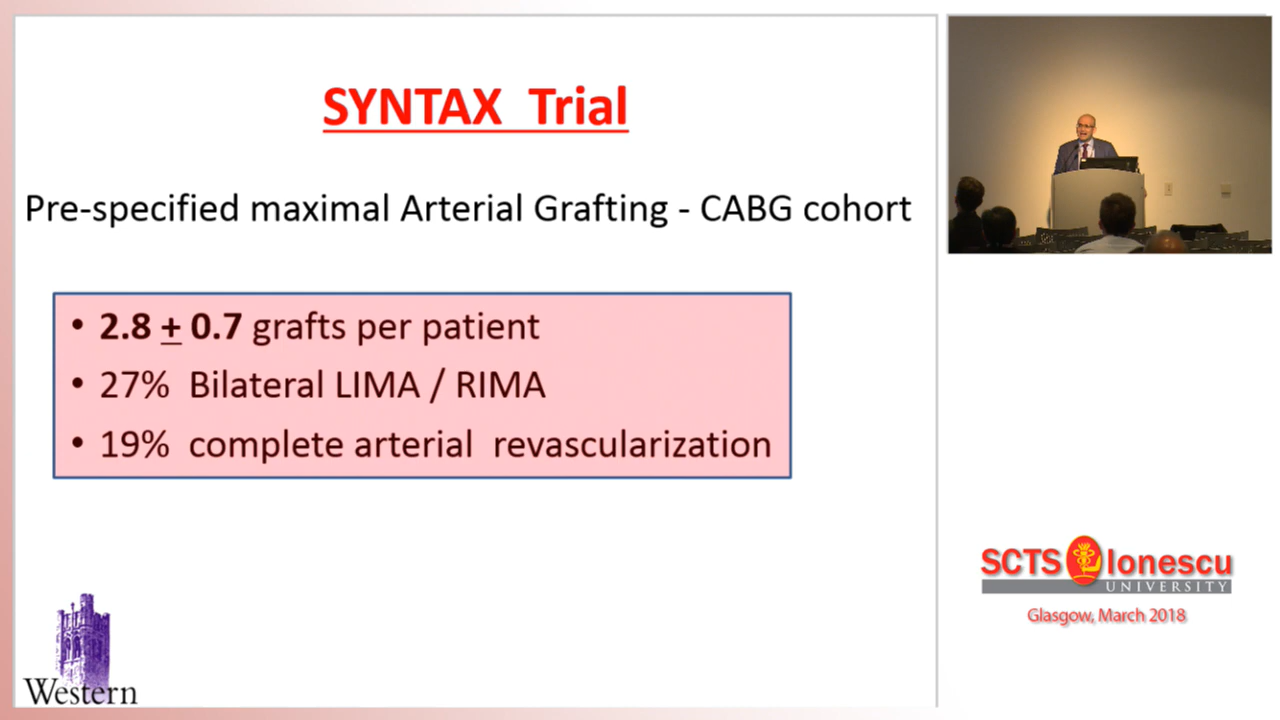 SYNTAX Trial
Pre-specified maximal Arterial Grafting - CABG cohort
• 2.8 ± 0.7 grafts per patient
• 27% Bilateral LIMA / RIMA
• 19% complete arterial revascularization
Western
SCTS Ionescu
UNIVERSITY
Glasgow, March 2018